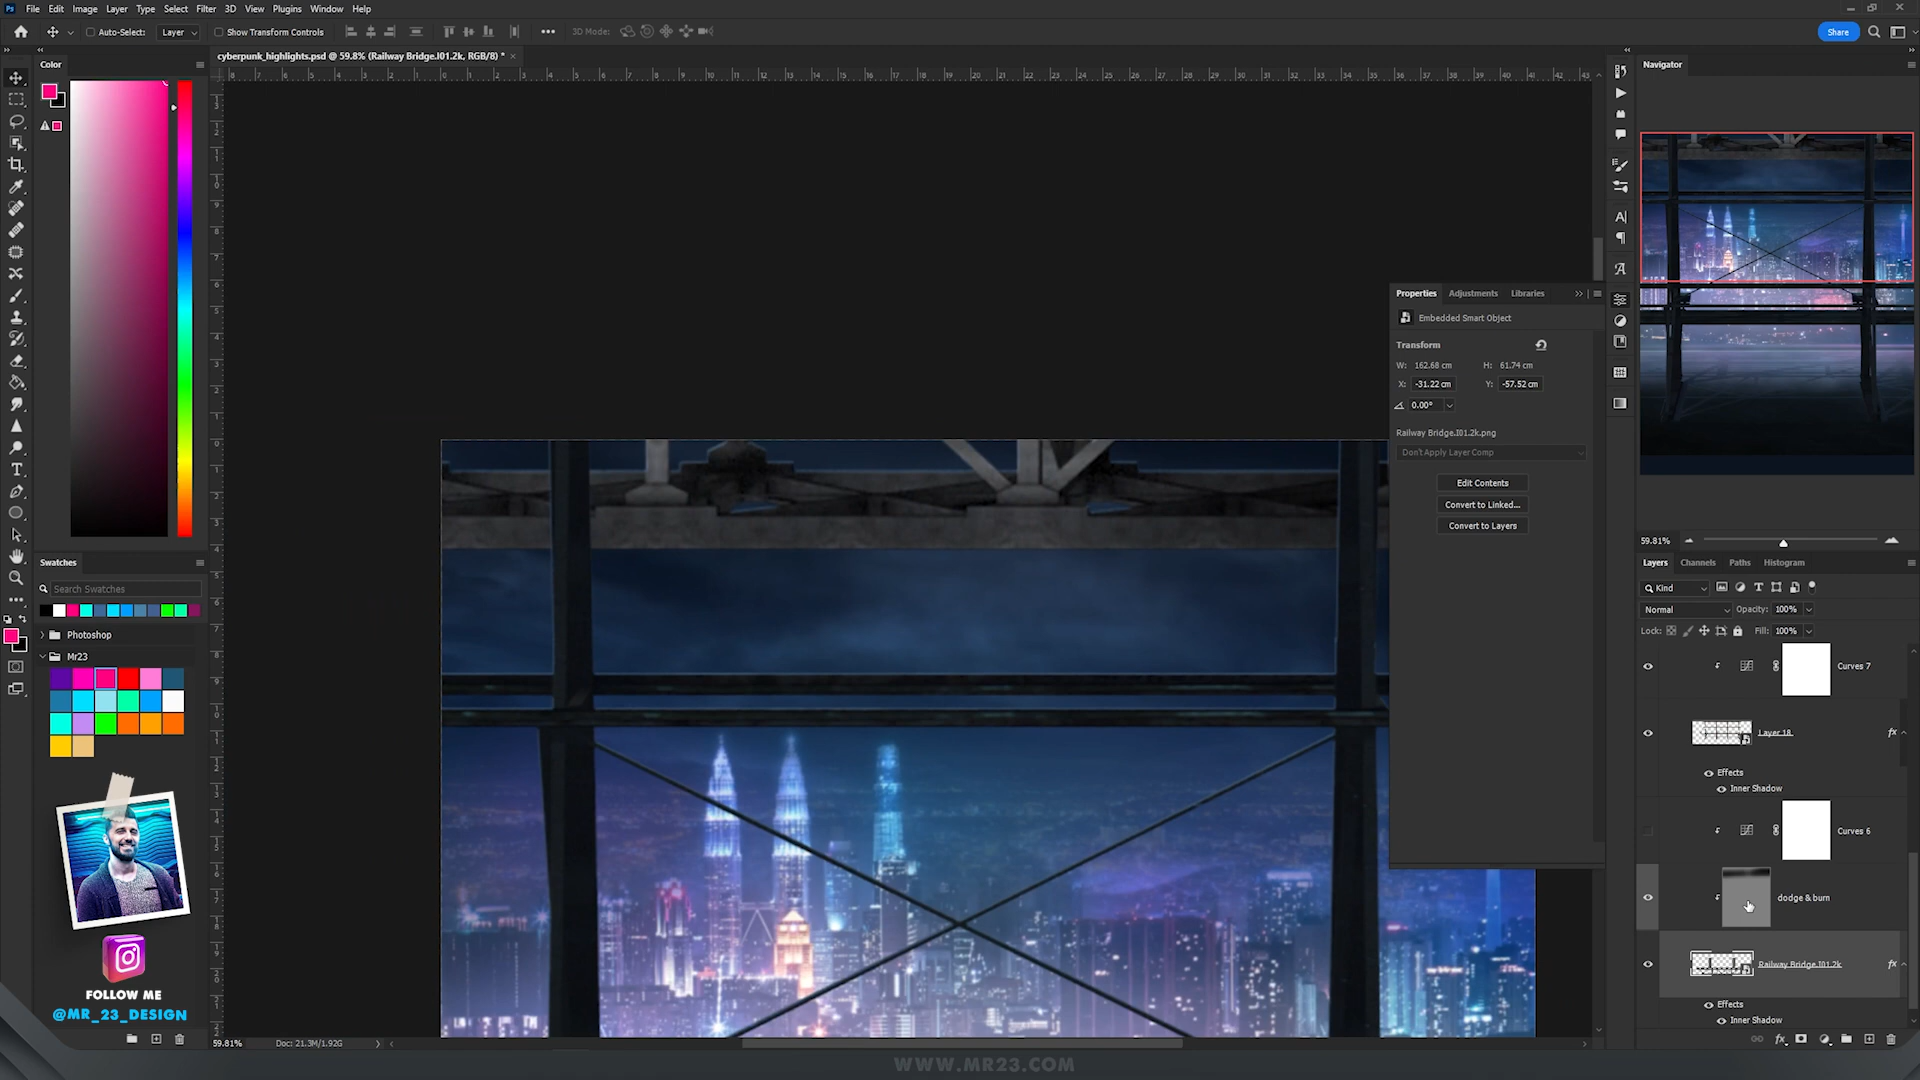 Ps File Edit Image Layer Type Select Filter 3D View Plugins Window Help
Auto-Select: Layer Show Transform Controls 3D Mode: Share
Color
cyberpunk_highlights.psd @ 59.8% (Railway Bridge.I01.2k, RGB/8) *
Navigator
Properties Adjustments Libraries
Embedded Smart Object
Transform
W: 162.68 cm H: 61.74 cm
X: -31.22 cm Y: -57.52 cm
0.00°
Railway Bridge.I01.2k.png
Don't Apply Layer Comp
Edit Contents
Convert to Linked...
Convert to Layers
59.81%
Layers Channels Paths Histogram
Kind
Normal Opacity: 100%
Lock: Fill: 100%
Curves 7
Layer 18 fx
Effects
Inner Shadow
Curves 6
dodge & burn
Railway Bridge.I01.2k fx
Effects
Inner Shadow
Swatches
Search Swatches
Photoshop
Mr23
FOLLOW ME
@MR_23_DESIGN
59.81% Doc: 21.3M/1.92G
WWW.MR23.COM